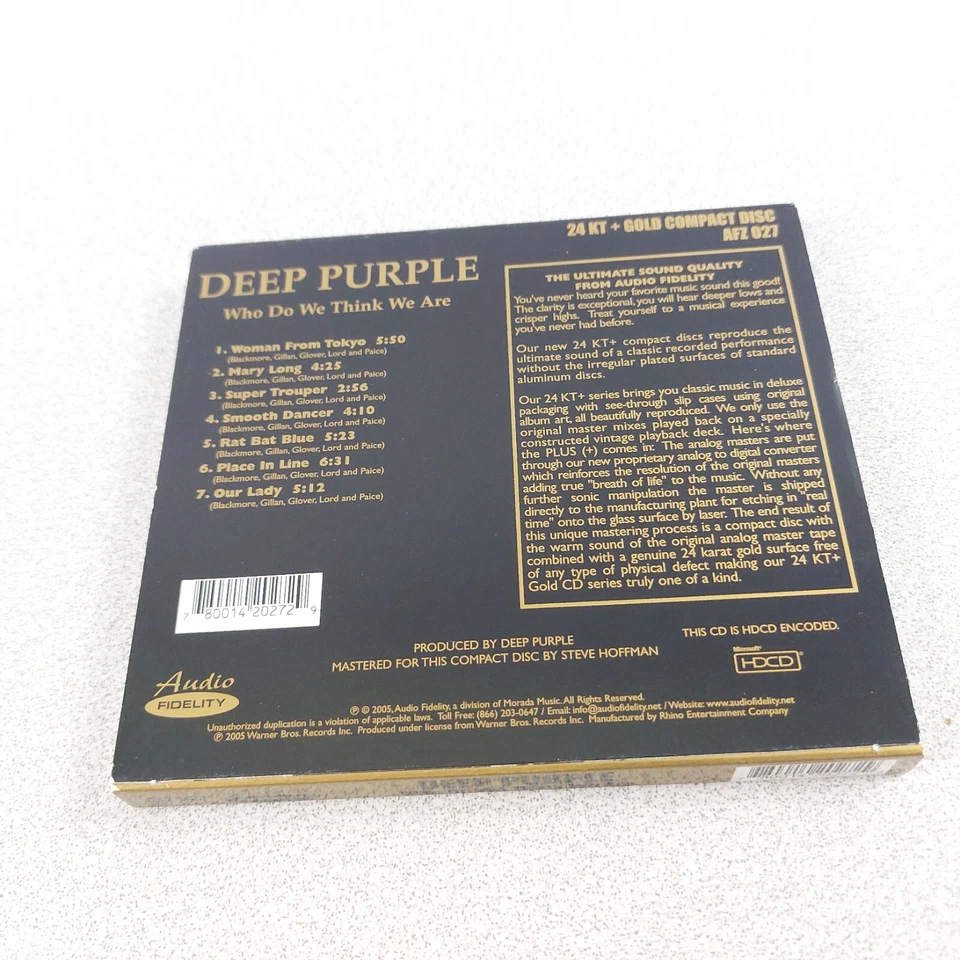 24 KT + GOLD COMPACT DISC
AFZ 027
DEEP PURPLE
Who Do We Think We Are
1. Woman From Tokyo 5:50
(Blackmore, Gillan, Glover, Lord and Paice)
2. Mary Long 4:25
(Blackmore, Gillan, Glover, Lord and Paice)
3. Super Trouper 2:56
(Blackmore, Gillan, Glover, Lord and Paice)
4. Smooth Dancer 4:10
(Blackmore, Gillan, Glover, Lord and Paice)
5. Rat Bat Blue 5:23
(Blackmore, Gillan, Glover, Lord and Paice)
6. Place In Line 6:31
(Blackmore, Gillan, Glover, Lord and Paice)
7. Our Lady 5:12
(Blackmore, Gillan, Glover, Lord and Paice)
THE ULTIMATE SOUND QUALITY
FROM AUDIO FIDELITY
You've never heard your favorite music sound this good!
The clarity is exceptional, you will hear deeper lows and
crisper highs. Treat yourself to a musical experience
you've never had before.
Our new 24 KT+ compact discs reproduce the
ultimate sound of a classic recorded performance
without the irregular plated surfaces of standard
aluminum discs.
Our 24 KT+ series brings you classic music in deluxe
packaging with see-through slip cases using original
album art, all beautifully reproduced. We only use the
original master mixes played back on a specially
constructed vintage playback deck. Here's where
the PLUS (+) comes in: The analog masters are put
through our new proprietary analog to digital converter
which reinforces the resolution of the original masters
adding true "breath of life" to the music. Without any
further sonic manipulation the master is shipped
directly to the manufacturing plant for etching in "real
time" onto the glass surface by laser. The end result of
this unique mastering process is a compact disc with
the warm sound of the original analog master tape
combined with a genuine 24 karat gold surface free
of any type of physical defect making our 24 KT+
Gold CD series truly one of a kind.
7 80014 20272 9
PRODUCED BY DEEP PURPLE
MASTERED FOR THIS COMPACT DISC BY STEVE HOFFMAN
THIS CD IS HDCD ENCODED.
Microsoft®
HDCD®
Audio
FIDELITY
℗ © 2005, Audio Fidelity, a division of Morada Music. All Rights Reserved.
Unauthorized duplication is a violation of applicable laws. Toll Free: (866) 203-0647 / Email: info@audiofidelity.net / Website: www.audiofidelity.net
℗ 2005 Warner Bros. Records Inc. Produced under license from Warner Bros. Records Inc. Manufactured by Rhino Entertainment Company
DEEP PURPLE